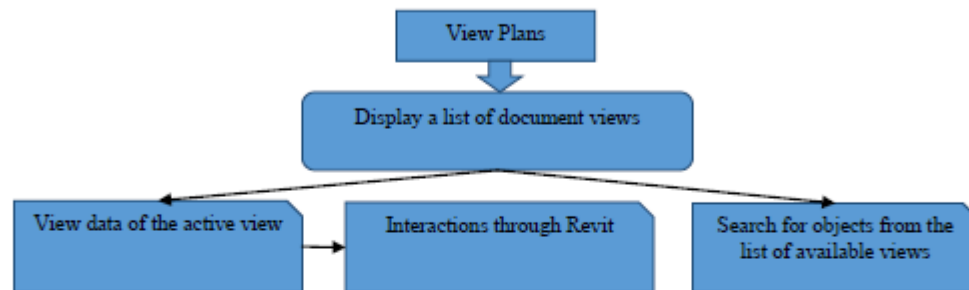 View Plans
Display a list of document views
View data of the active view
Interactions through Revit
Search for objects from the
list of available views